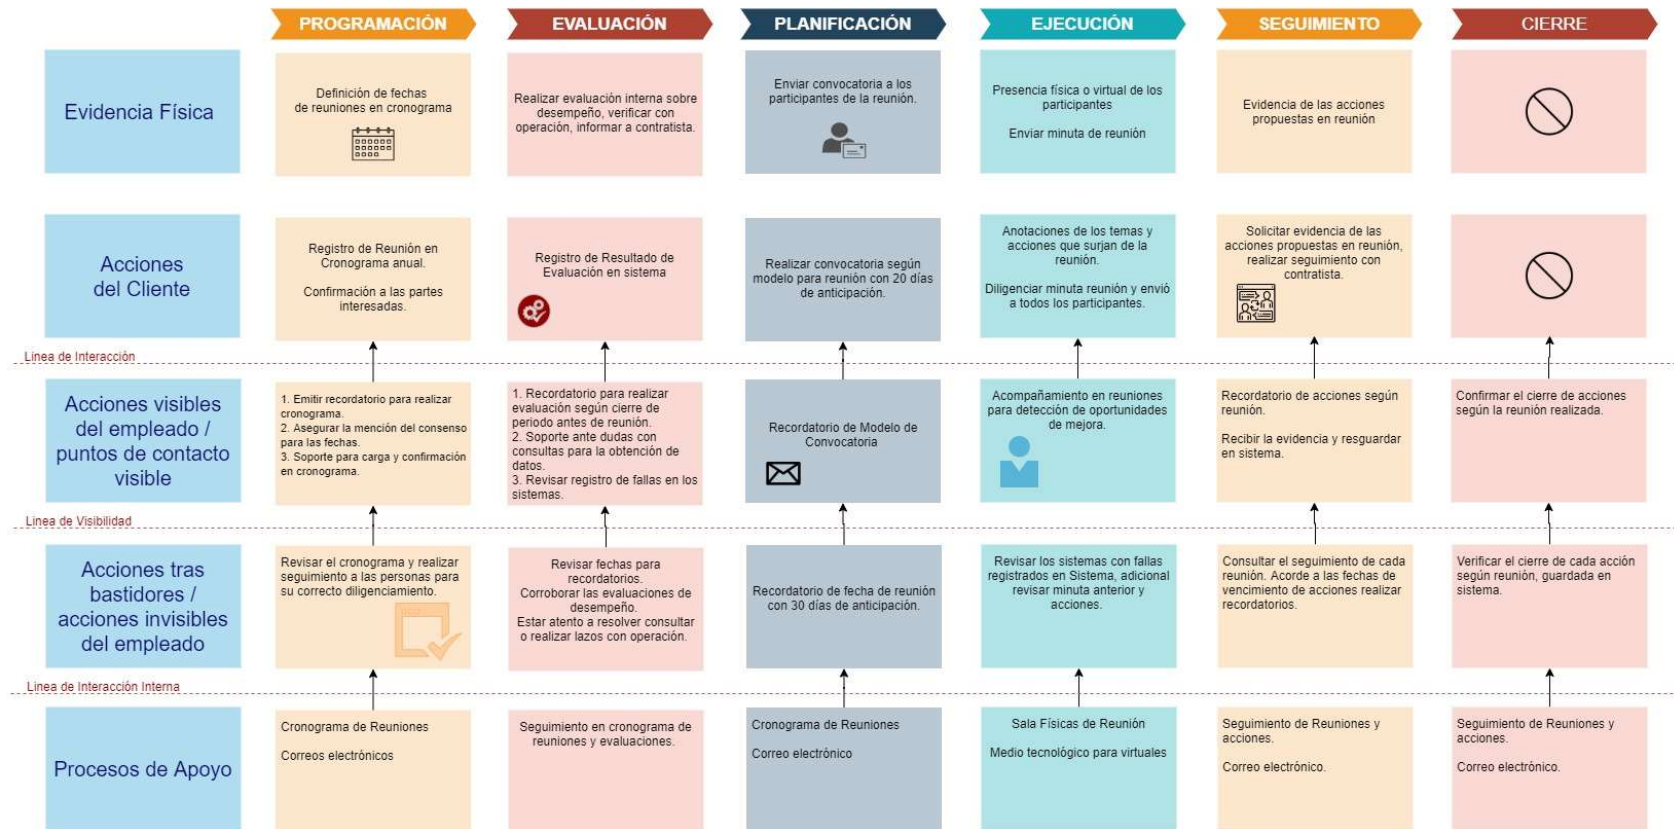 PROGRAMACIÓN
EVALUACIÓN
PLANIFICACIÓN
EJECUCIÓN
SEGUIMIENTO
CIERRE
Evidencia Física
Definición de fechas
de reuniones en cronograma
Realizar evaluación interna sobre
desempeño, verificar con
operación, informar a contratista.
Enviar convocatoria a los
participantes de la reunión.
Presencia física o virtual de los
participantes
Enviar minuta de reunión
Evidencia de las acciones
propuestas en reunión
Acciones
del Cliente
Registro de Reunión en
Cronograma anual.
Confirmación a las partes
interesadas.
Registro de Resultado de
Evaluación en sistema
Realizar convocatoria según
modelo para reunión con 20 días
de anticipación.
Anotaciones de los temas y
acciones que surjan de la
reunión.
Diligenciar minuta reunión y envió
a todos los participantes.
Solicitar evidencia de las
acciones propuestas en reunión,
realizar seguimiento con
contratista.
Linea de Interacción
Acciones visibles
del empleado /
puntos de contacto
visible
1. Emitir recordatorio para realizar
cronograma.
2. Asegurar la mención del consenso
para las fechas.
3. Soporte para carga y confirmación
en cronograma.
1. Recordatorio para realizar
evaluación según cierre de
periodo antes de reunión.
2. Soporte ante dudas con
consultas para la obtención de
datos.
3. Revisar registro de fallas en los
sistemas.
Recordatorio de Modelo de
Convocatoria
Acompañamiento en reuniones
para detección de oportunidades
de mejora.
Recordatorio de acciones según
reunión.
Recibir la evidencia y resguardar
en sistema.
Confirmar el cierre de acciones
según la reunión realizada.
Linea de Visibilidad
Acciones tras
bastidores /
acciones invisibles
del empleado
Revisar el cronograma y realizar
seguimiento a las personas para
su correcto diligenciamiento.
Revisar fechas para
recordatorios.
Corroborar las evaluaciones de
desempeño.
Estar atento a resolver consultar
o realizar lazos con operación.
Recordatorio de fecha de reunión
con 30 días de anticipación.
Revisar los sistemas con fallas
registrados en Sistema, adicional
revisar minuta anterior y
acciones.
Consultar el seguimiento de cada
reunión. Acorde a las fechas de
vencimiento de acciones realizar
recordatorios.
Verificar el cierre de cada acción
según reunión, guardada en
sistema.
Linea de Interacción Interna
Procesos de Apoyo
Cronograma de Reuniones
Correos electrónicos
Seguimiento en cronograma de
reuniones y evaluaciones.
Cronograma de Reuniones
Correo electrónico
Sala Físicas de Reunión
Medio tecnológico para virtuales
Seguimiento de Reuniones y
acciones.
Correo electrónico.
Seguimiento de Reuniones y
acciones.
Correo electrónico.